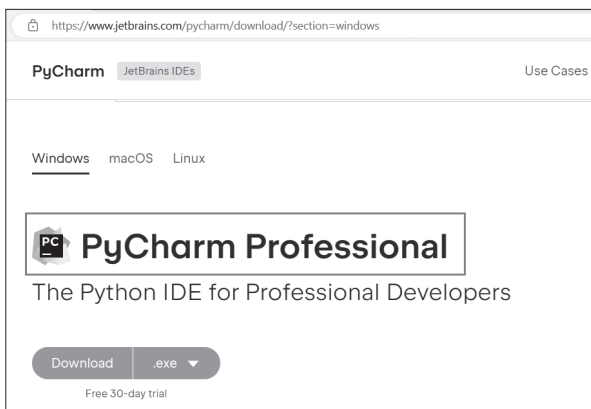 https://www.jetbrains.com/pycharm/download/?section=windows
PyCharm JetBrains IDEs Use Cases
Windows macOS Linux
PC PyCharm Professional
The Python IDE for Professional Developers
Download .exe
Free 30-day trial